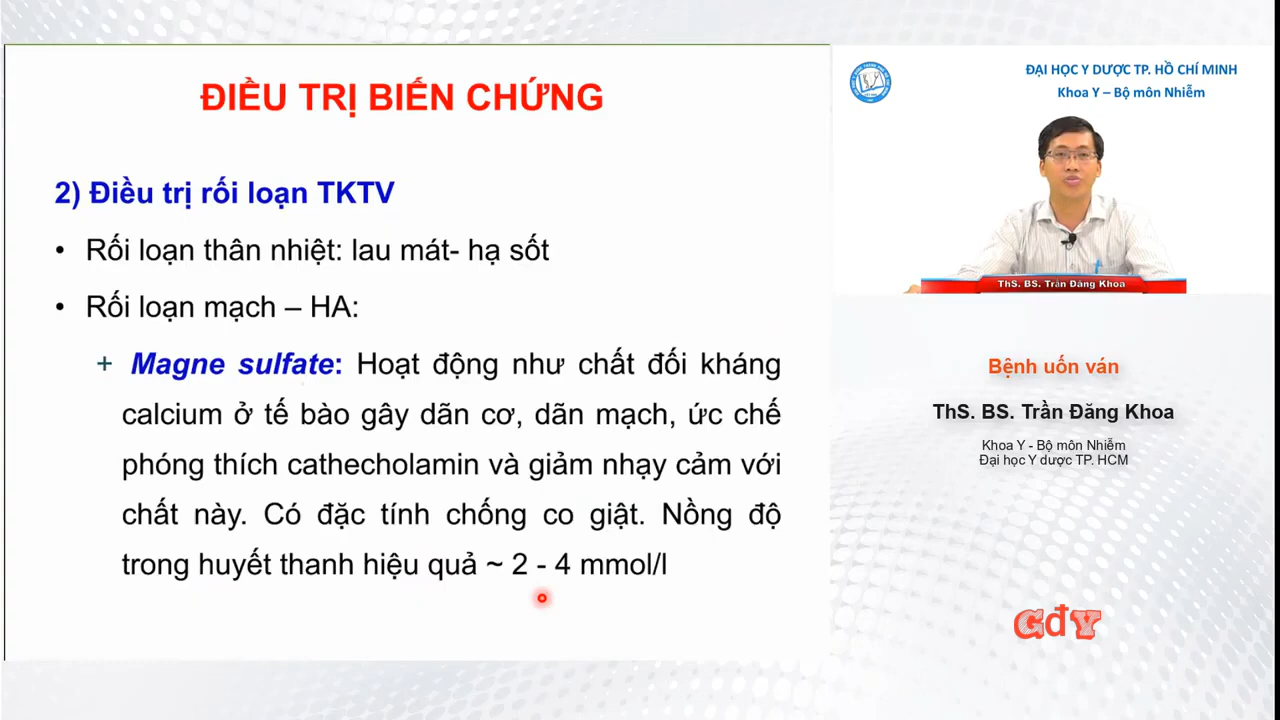 ĐIỀU TRỊ BIẾN CHỨNG
2) Điều trị rối loạn TKTV
• Rối loạn thân nhiệt: lau mát- hạ sốt
• Rối loạn mạch – HA:
+ Magne sulfate: Hoạt động như chất đối kháng
calcium ở tế bào gây dãn cơ, dãn mạch, ức chế
phóng thích cathecholamin và giảm nhạy cảm với
chất này. Có đặc tính chống co giật. Nồng độ
trong huyết thanh hiệu quả ~ 2 - 4 mmol/l
ĐẠI HỌC Y DƯỢC TP. HỒ CHÍ MINH
Khoa Y – Bộ môn Nhiễm
ThS. BS. Trần Đăng Khoa
Bệnh uốn ván
ThS. BS. Trần Đăng Khoa
Khoa Y - Bộ môn Nhiễm
Đại học Y dược TP. HCM
GđY